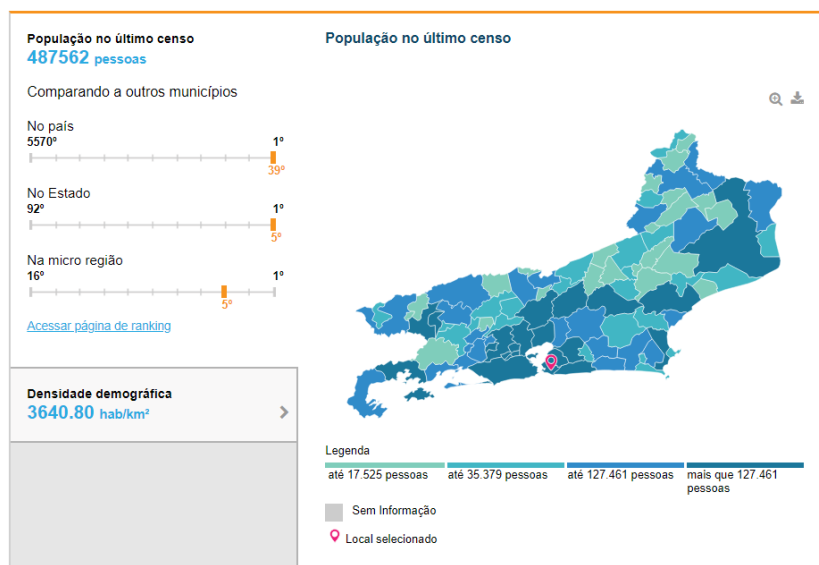 População no último censo
487562 pessoas
Comparando a outros municípios
No país
5570º 1º
39º
No Estado
92º 1º
5º
Na micro região
16º 1º
5º
Acessar página de ranking
Densidade demográfica
3640.80 hab/km²
População no último censo
Legenda
até 17.525 pessoas até 35.379 pessoas até 127.461 pessoas mais que 127.461
pessoas
Sem Informação
Local selecionado